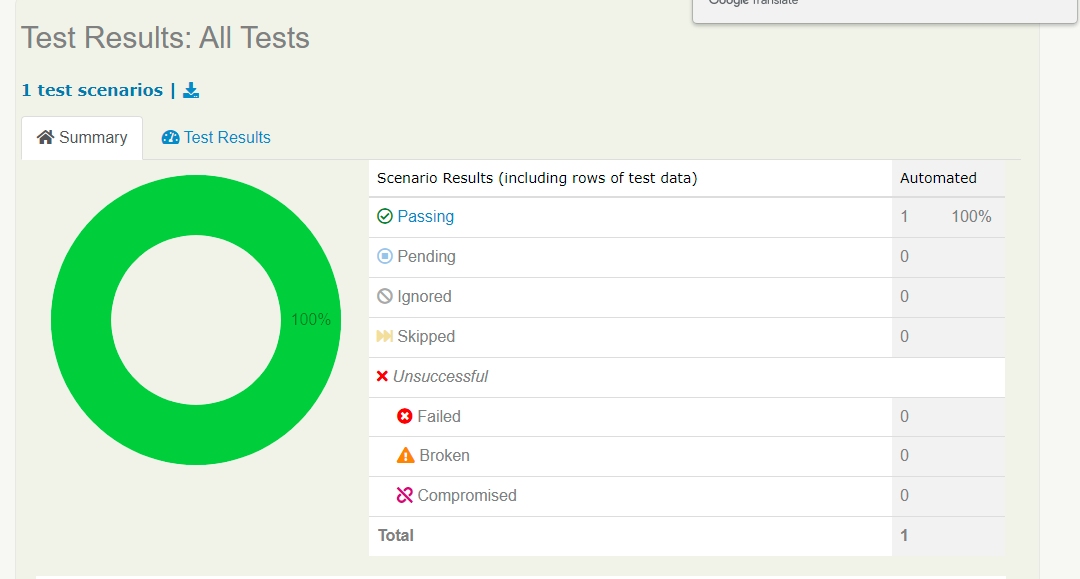 Google Translate
Test Results: All Tests
1 test scenarios |
Summary
Test Results
100%
Scenario Results (including rows of test data) Automated
Passing 1 100%
Pending 0
Ignored 0
Skipped 0
Unsuccessful
Failed 0
Broken 0
Compromised 0
Total 1